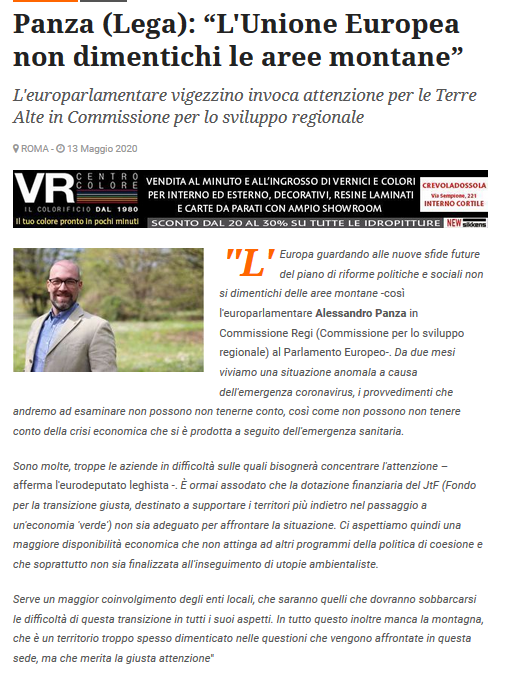 Panza (Lega): “L'Unione Europea
non dimentichi le aree montane”
L'europarlamentare vigezzino invoca attenzione per le Terre
Alte in Commissione per lo sviluppo regionale
ROMA - 13 Maggio 2020
VR CENTRO
COLORE
IL COLORIFICIO DAL 1980
Il tuo colore pronto in pochi minuti
VENDITA AL MINUTO E ALL'INGROSSO DI VERNICI E COLORI
PER INTERNO ED ESTERNO, DECORATIVI, RESINE LAMINATI
E CARTE DA PARATI CON AMPIO SHOWROOM
SCONTO DAL 20 AL 30% SU TUTTE LE IDROPITTURE
CREVOLADOSSOLA
Via Sempione, 221
INTERNO CORTILE
NEW sikkens
"L' Europa guardando alle nuove sfide future
del piano di riforme politiche e sociali non
si dimentichi delle aree montane -così
l'europarlamentare Alessandro Panza in
Commissione Regi (Commissione per lo sviluppo
regionale) al Parlamento Europeo-. Da due mesi
viviamo una situazione anomala a causa
dell'emergenza coronavirus, i provvedimenti che
andremo ad esaminare non possono non tenerne conto, così come non possono non tenere
conto della crisi economica che si è prodotta a seguito dell'emergenza sanitaria.
Sono molte, troppe le aziende in difficoltà sulle quali bisognerà concentrare l'attenzione –
afferma l'eurodeputato leghista -. È ormai assodato che la dotazione finanziaria del JtF (Fondo
per la transizione giusta, destinato a supportare i territori più indietro nel passaggio a
un'economia 'verde') non sia adeguato per affrontare la situazione. Ci aspettiamo quindi una
maggiore disponibilità economica che non attinga ad altri programmi della politica di coesione e
che soprattutto non sia finalizzata all'inseguimento di utopie ambientaliste.
Serve un maggior coinvolgimento degli enti locali, che saranno quelli che dovranno sobbarcarsi
le difficoltà di questa transizione in tutti i suoi aspetti. In tutto questo inoltre manca la montagna,
che è un territorio troppo spesso dimenticato nelle questioni che vengono affrontate in questa
sede, ma che merita la giusta attenzione"